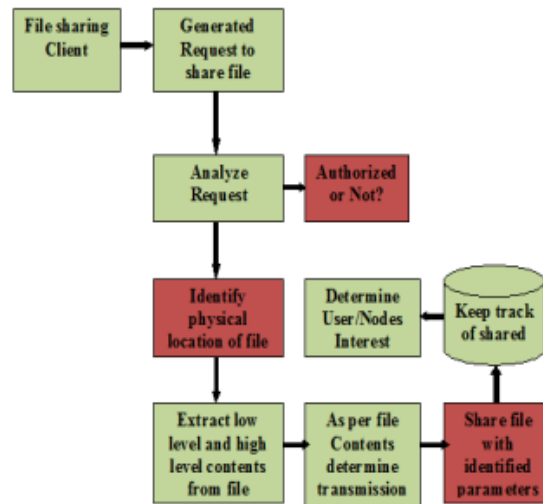 File sharing
Client
Generated
Request to
share file
Analyze
Request
Authorized
or Not?
Identify
physical
location of file
Determine
User/Nodes
Interest
Keep track
of shared
Extract low
level and high
level contents
from file
As per file
Contents
determine
transmission
Share file
with
identified
parameters